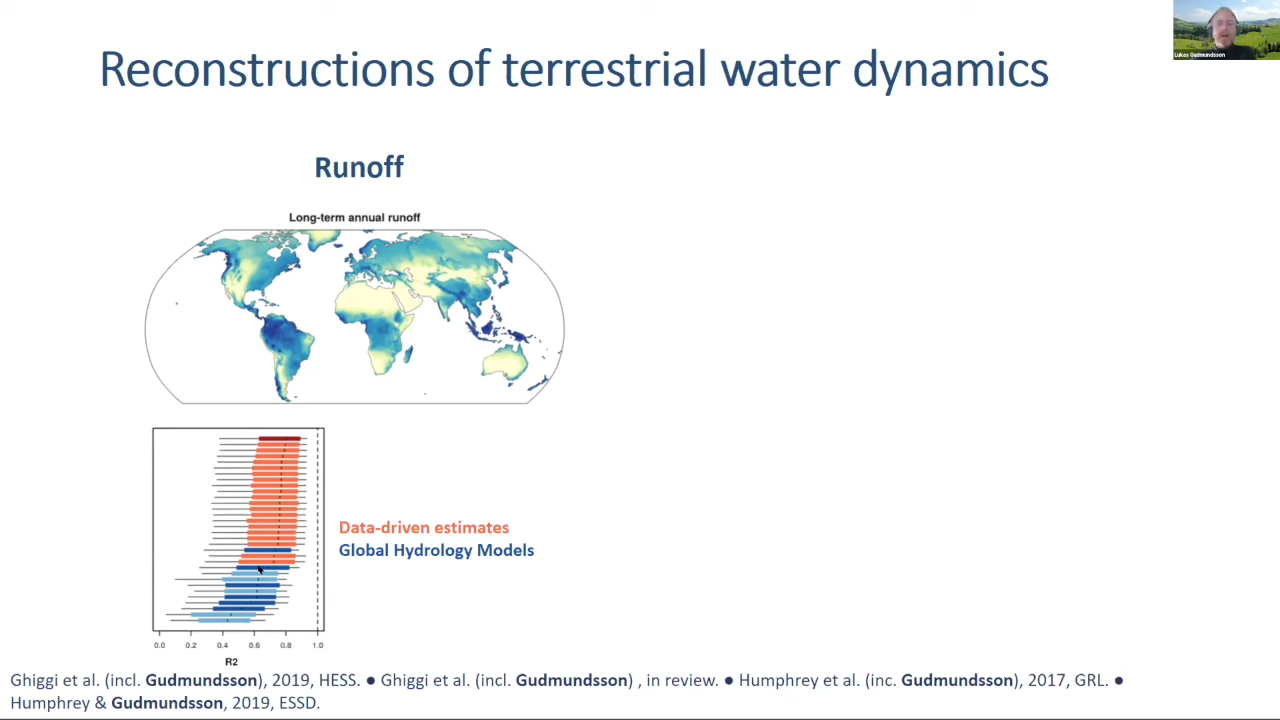 Reconstructions of terrestrial water dynamics
Lukas Gudmundsson
Runoff
Long-term annual runoff
Data-driven estimates
Global Hydrology Models
0.0 0.2 0.4 0.6 0.8 1.0
R2
Ghiggi et al. (incl. Gudmundsson), 2019, HESS. ● Ghiggi et al. (incl. Gudmundsson) , in review. ● Humphrey et al. (inc. Gudmundsson), 2017, GRL. ●
Humphrey & Gudmundsson, 2019, ESSD.